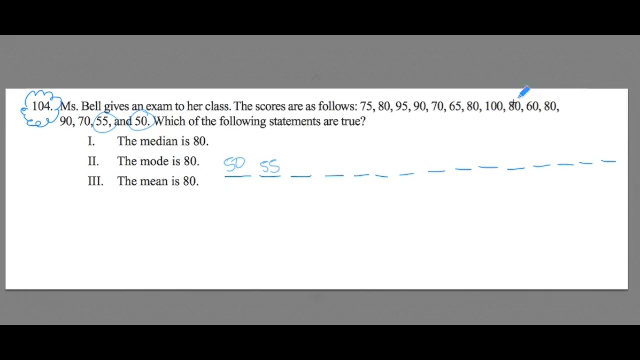 104. Ms. Bell gives an exam to her class. The scores are as follows: 75, 80, 95, 90, 70, 65, 80, 100, 80, 60, 80,
90, 70, 55, and 50. Which of the following statements are true?
I. The median is 80.
II. The mode is 80.
50 55
III. The mean is 80.